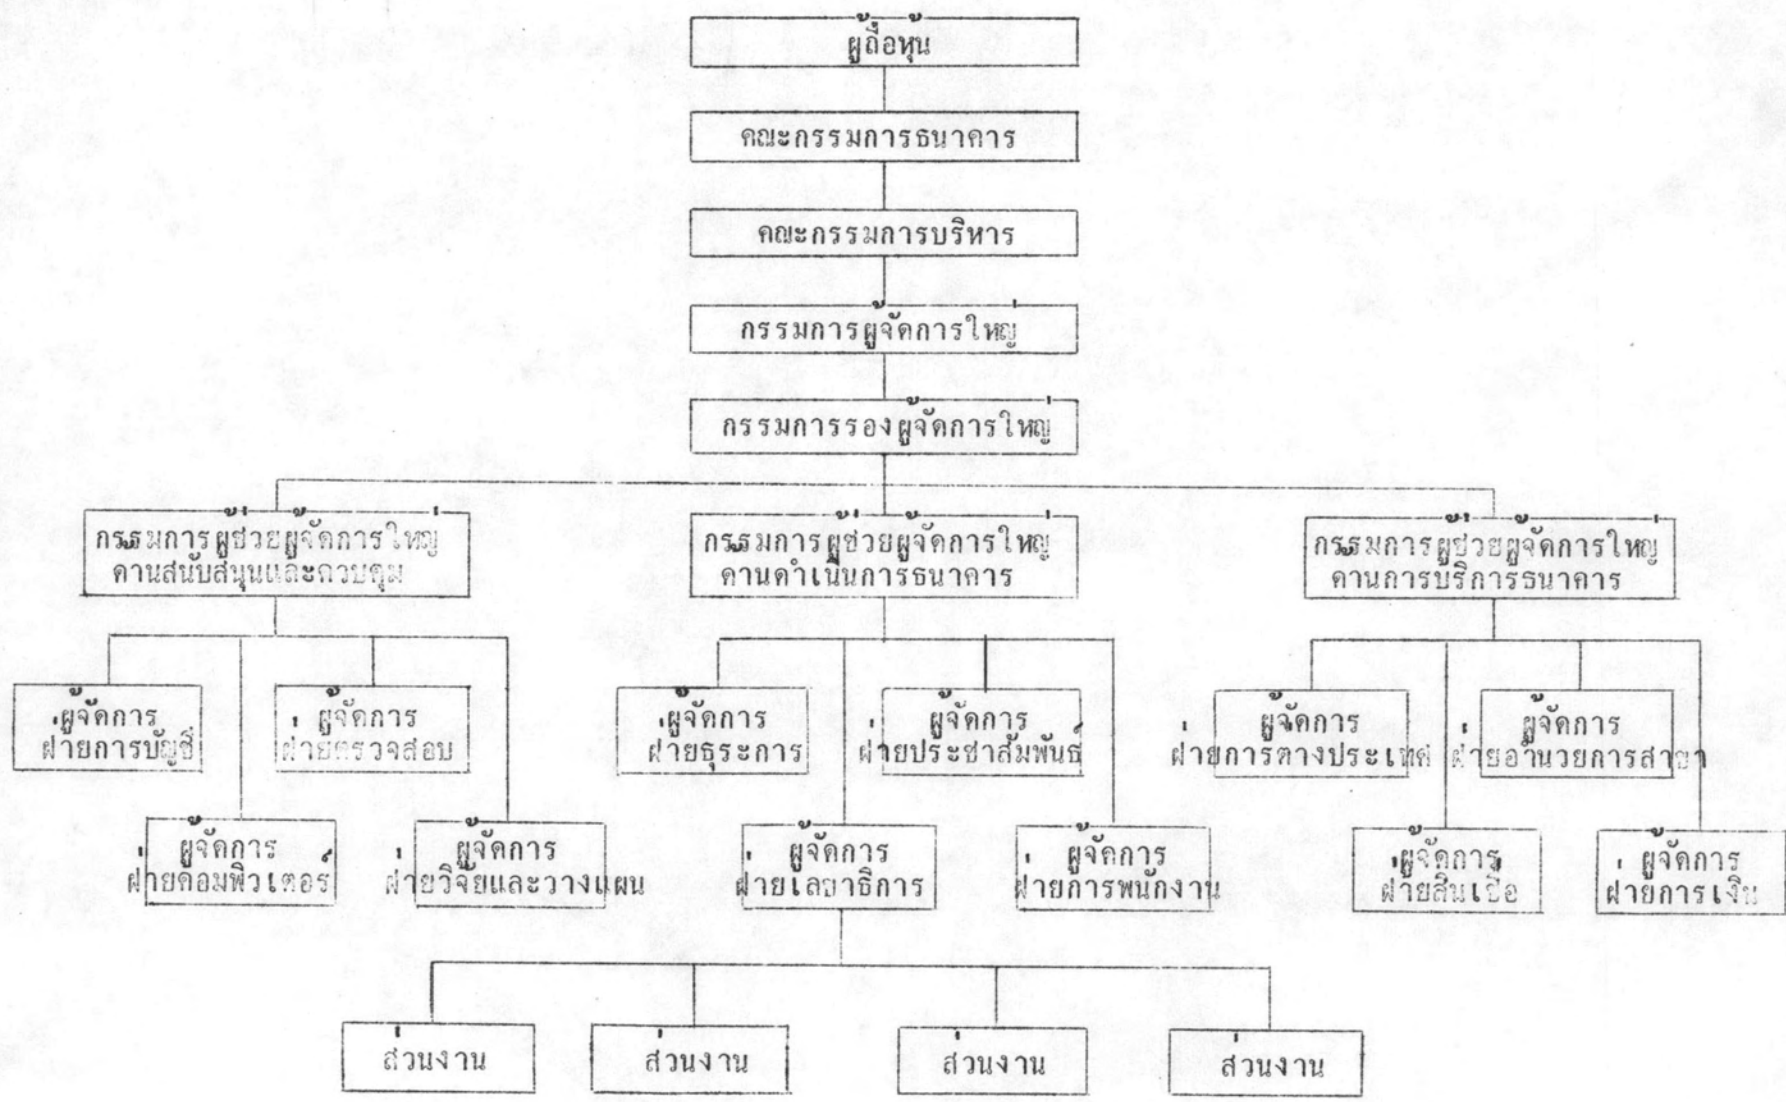 ผู้ถือหุ้น
คณะกรรมการธนาคาร
คณะกรรมการบริหาร
กรรมการผู้จัดการใหญ่
กรรมการรองผู้จัดการใหญ่
กรรมการผู้ช่วยผู้จัดการใหญ่
ด้านสนับสนุนและควบคุม
กรรมการผู้ช่วยผู้จัดการใหญ่
ด้านดำเนินการธนาคาร
กรรมการผู้ช่วยผู้จัดการใหญ่
ด้านการบริการธนาคาร
ผู้จัดการ
ฝ่ายการบัญชี
ผู้จัดการ
ฝ่ายตรวจสอบ
ผู้จัดการ
ฝ่ายธุระการ
ผู้จัดการ
ฝ่ายประชาสัมพันธ์
ผู้จัดการ
ฝ่ายการตางประเทศ
ผู้จัดการ
ฝ่ายอำนวยการสาขา
ผู้จัดการ
ฝ่ายคอมพิวเตอร์
ผู้จัดการ
ฝ่ายวิจัยและวางแผน
ผู้จัดการ
ฝ่ายเลขาธิการ
ผู้จัดการ
ฝ่ายการพนักงาน
ผู้จัดการ
ฝ่ายสินเชื่อ
ผู้จัดการ
ฝ่ายการเงิน
ส่วนงาน
ส่วนงาน
ส่วนงาน
ส่วนงาน